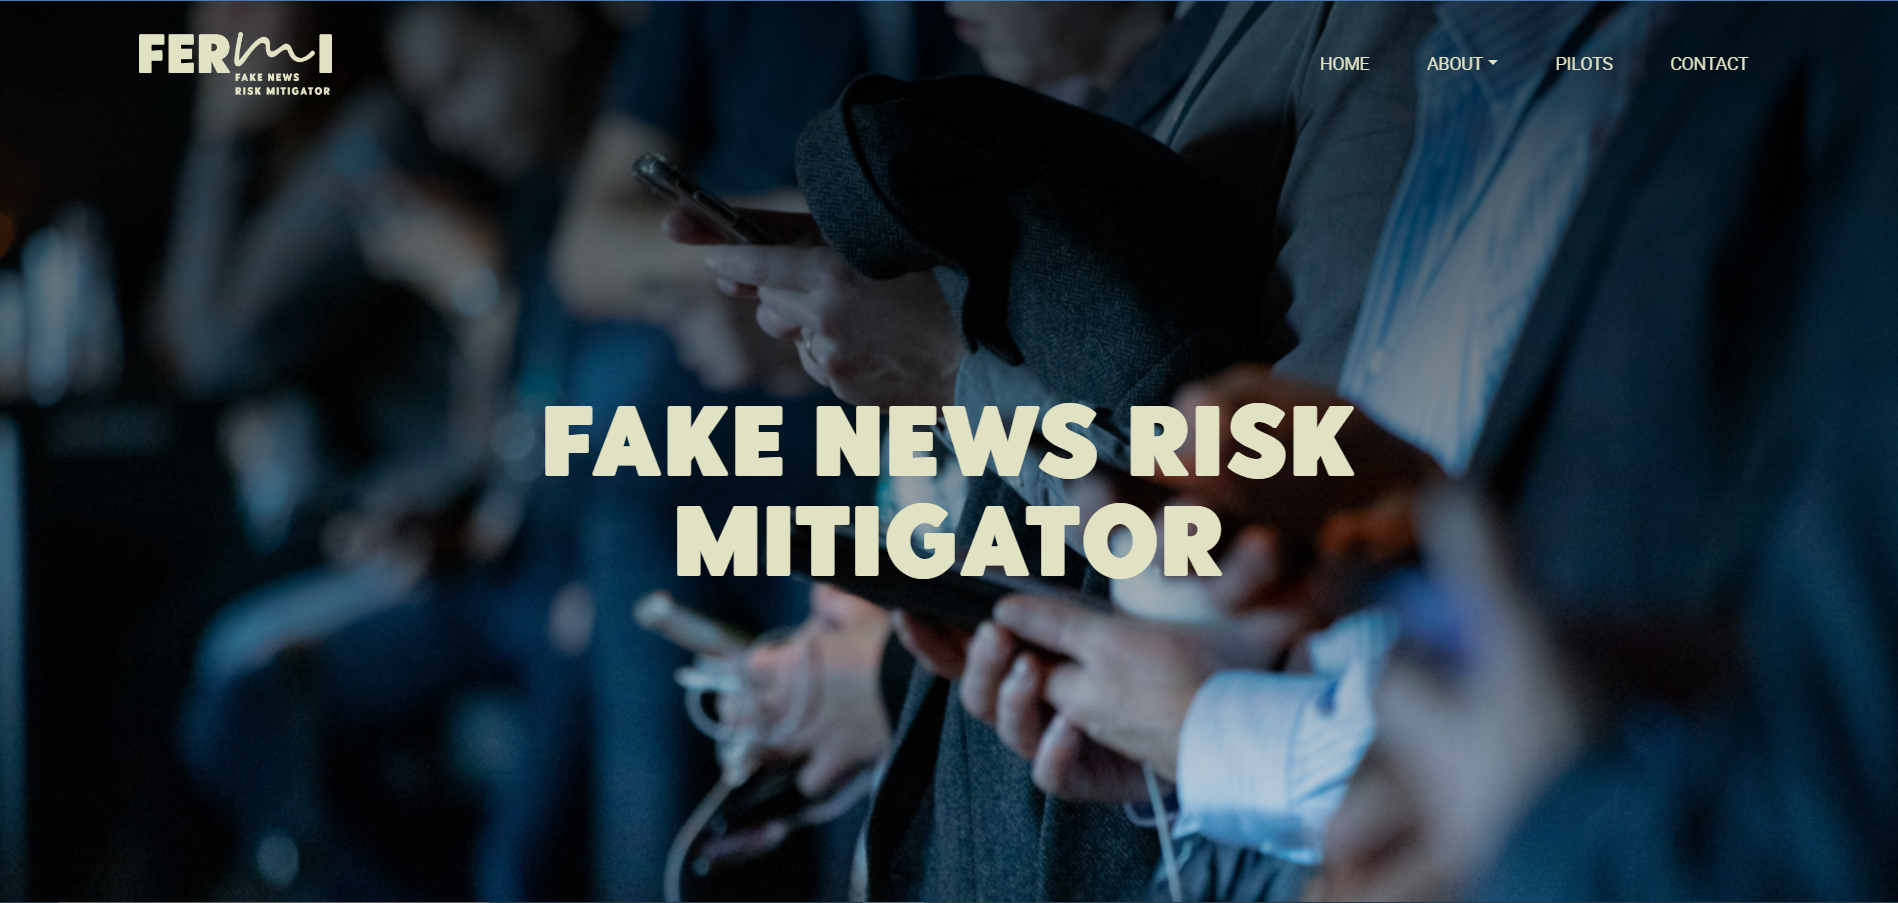 FERMI
FAKE NEWS
RISK MITIGATOR
HOME
ABOUT
PILOTS
CONTACT
FAKE NEWS RISK
MITIGATOR